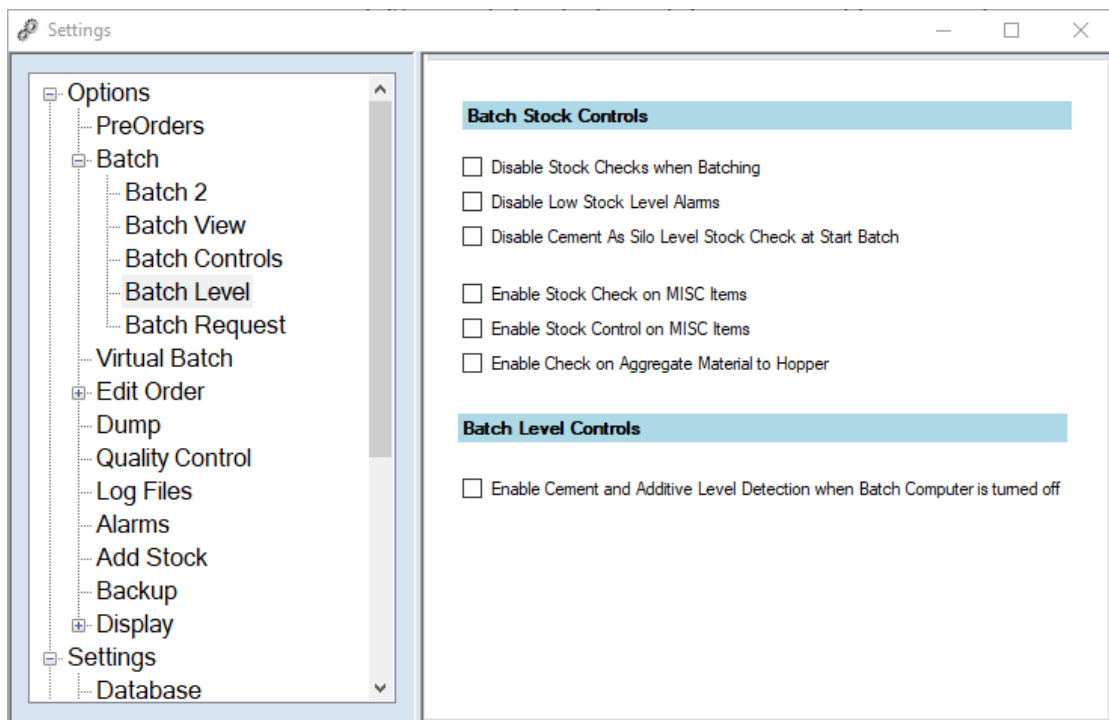 Settings
Options
PreOrders
Batch
Batch 2
Batch View
Batch Controls
Batch Level
Batch Request
Virtual Batch
Edit Order
Dump
Quality Control
Log Files
Alarms
Add Stock
Backup
Display
Settings
Database
Batch Stock Controls
Disable Stock Checks when Batching
Disable Low Stock Level Alarms
Disable Cement As Silo Level Stock Check at Start Batch
Enable Stock Check on MISC Items
Enable Stock Control on MISC Items
Enable Check on Aggregate Material to Hopper
Batch Level Controls
Enable Cement and Additive Level Detection when Batch Computer is turned off